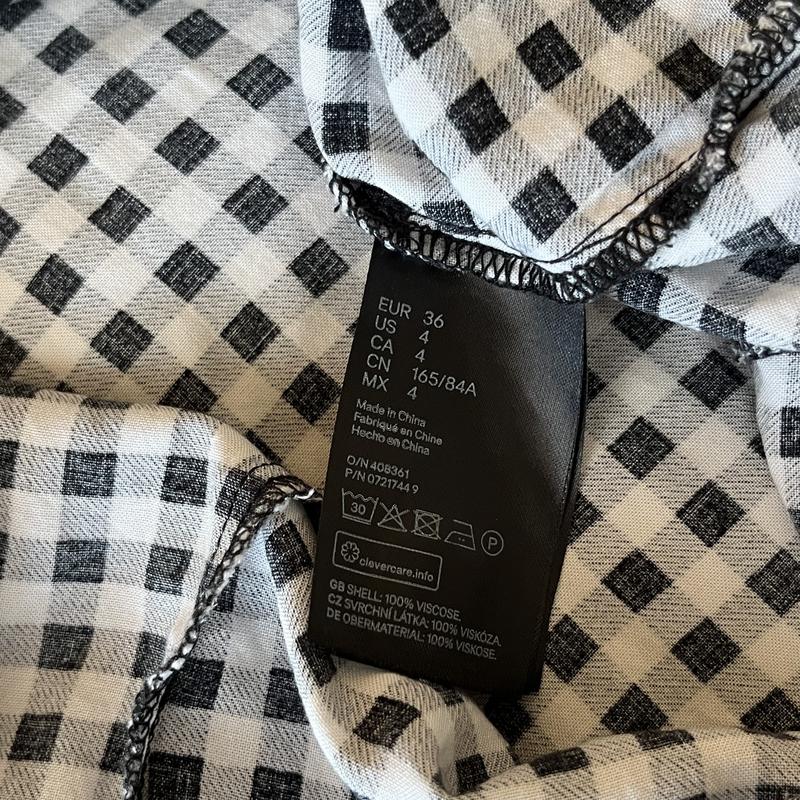 EUR 36
US 4
CA 4
CN 165/84A
MX 4
Made in China
Fabriqué en Chine
Hecho en China
O/N 408361
P/N 0721744 9
30
P
clevercare.info
GB SHELL: 100% VISCOSE.
CZ SVRCHNÍ LÁTKA: 100% VISKÓZA.
DE OBERMATERIAL: 100% VISKOSE.